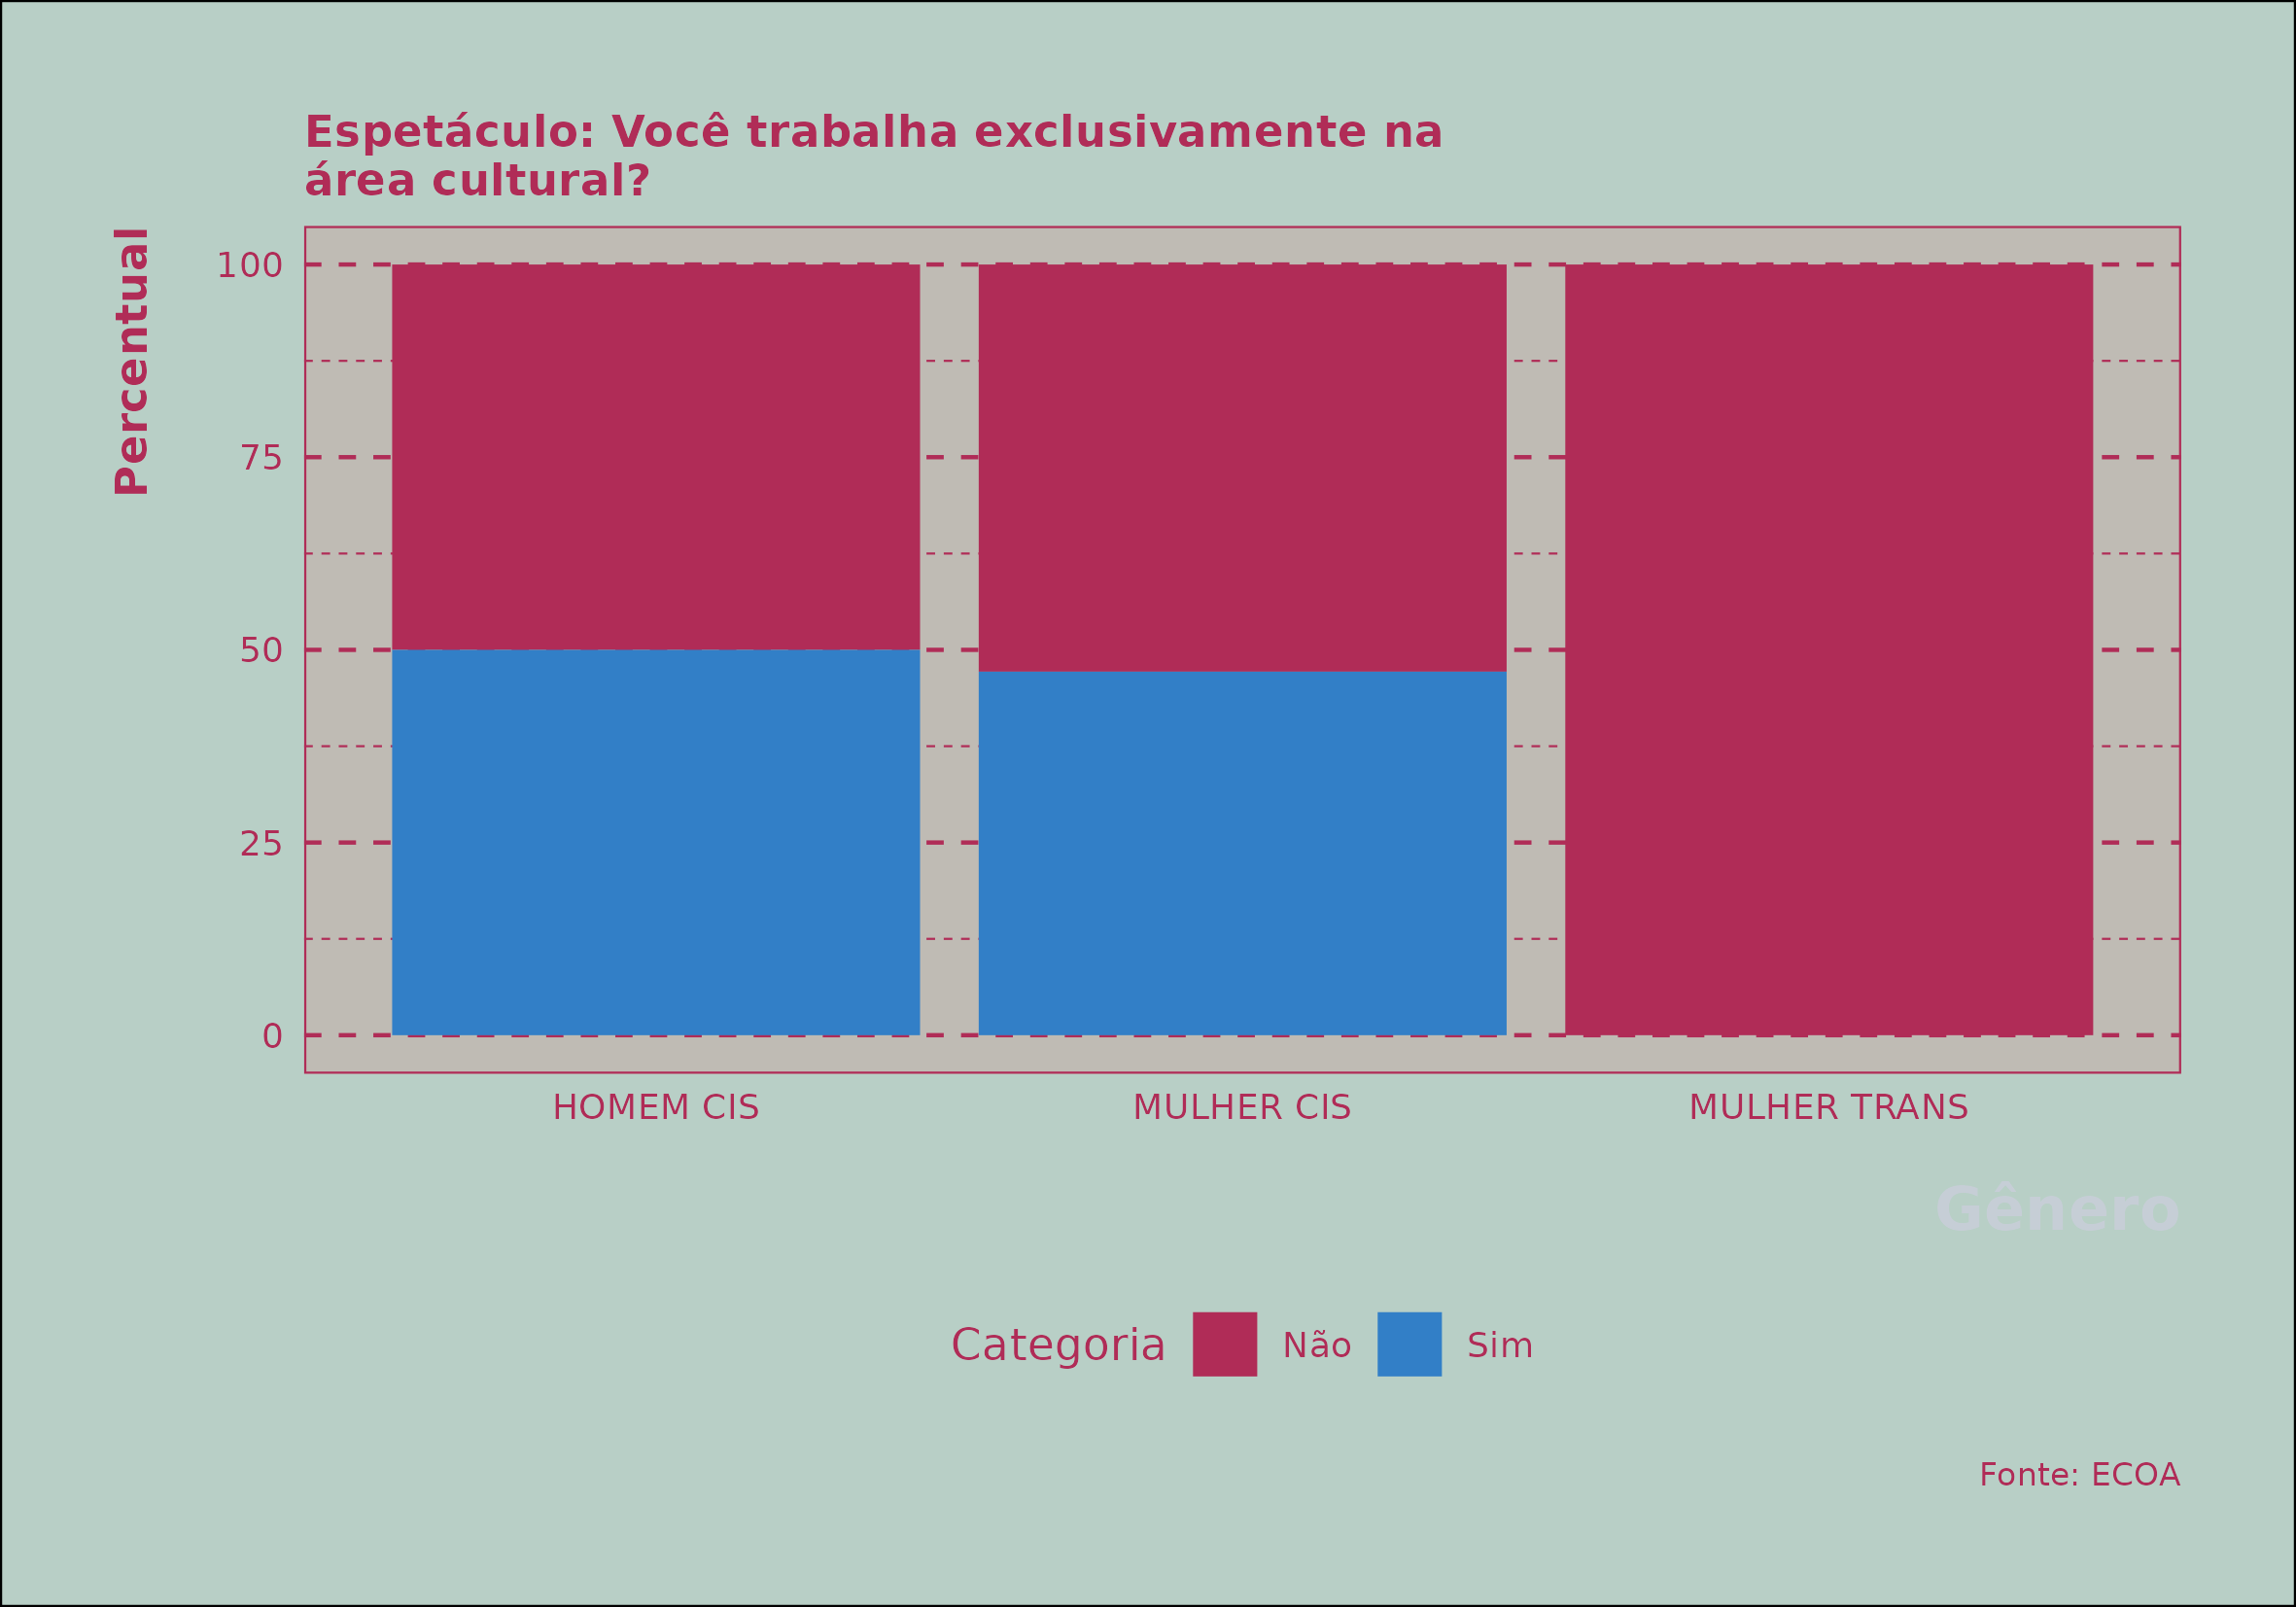 Espetáculo: Você trabalha exclusivamente na
área cultural?
Percentual
100
75
50
25
0
HOMEM CIS
MULHER CIS
MULHER TRANS
Gênero
Categoria
Não
Sim
Fonte: ECOA